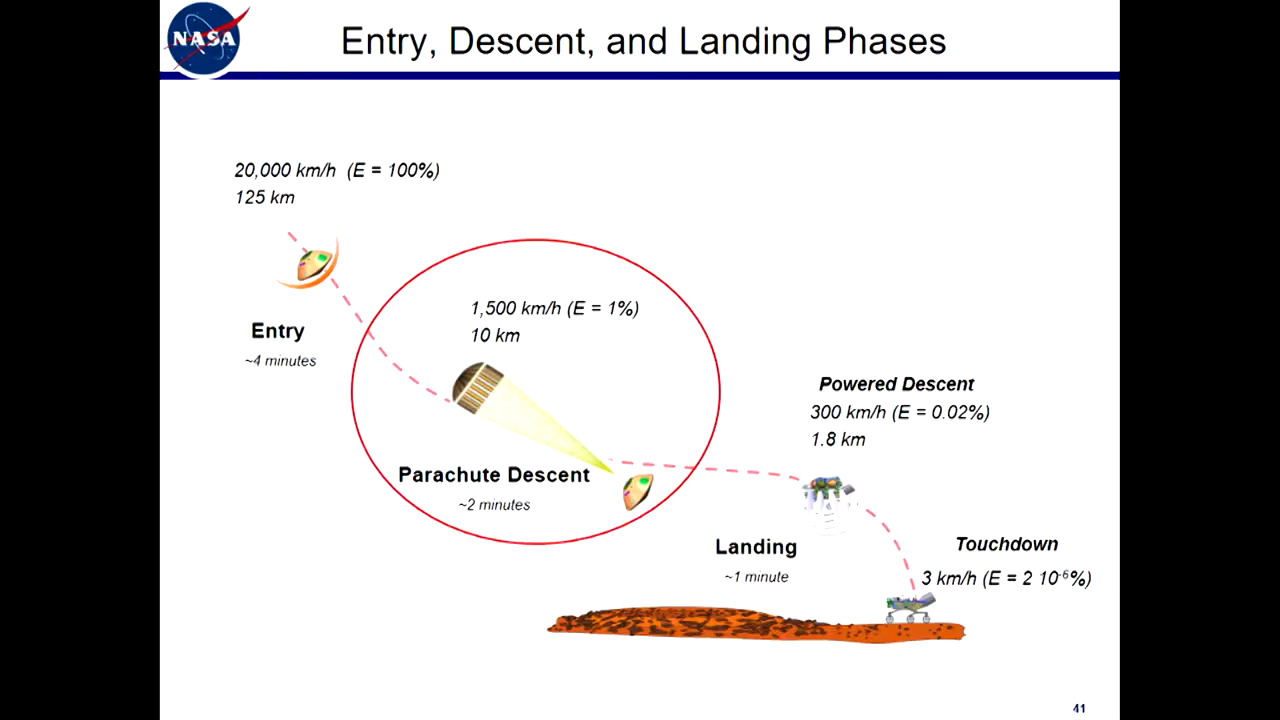 NASA
Entry, Descent, and Landing Phases
20,000 km/h (E = 100%)
125 km
Entry
~4 minutes
1,500 km/h (E = 1%)
10 km
Parachute Descent
~2 minutes
Powered Descent
300 km/h (E = 0.02%)
1.8 km
Landing
~1 minute
Touchdown
3 km/h (E = 2 10⁻⁶%)
41